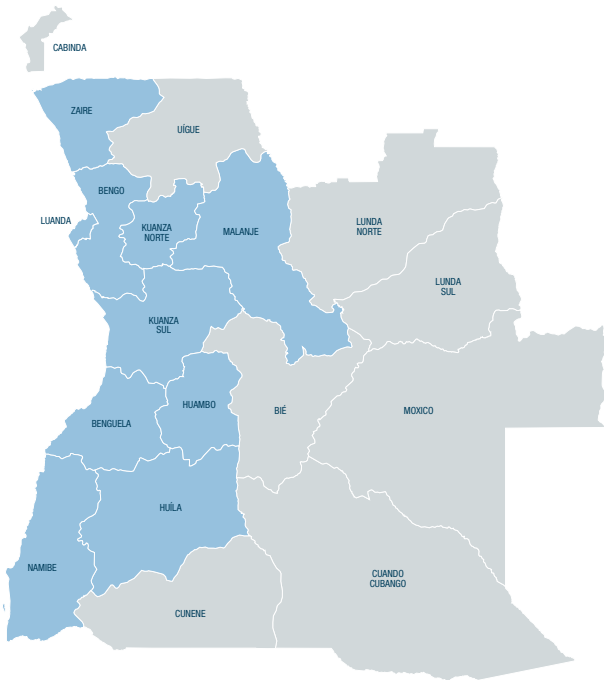 CABINDA
ZAIRE
UÍGUE
BENGO
LUANDA
KUANZA
NORTE
MALANJE
LUNDA
NORTE
LUNDA
SUL
KUANZA
SUL
HUAMBO
BIÉ
MOXICO
BENGUELA
HUÍLA
NAMIBE
CUANDO
CUBANGO
CUNENE